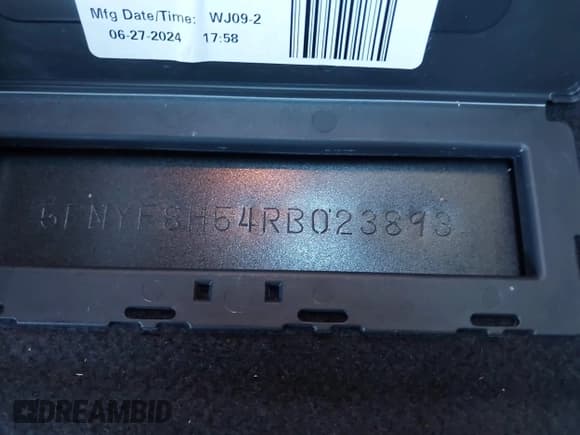 Mfg Date/Time: WJ09-2
06-27-2024 17:58
5FNYF8H54RB023893
DREAMBID